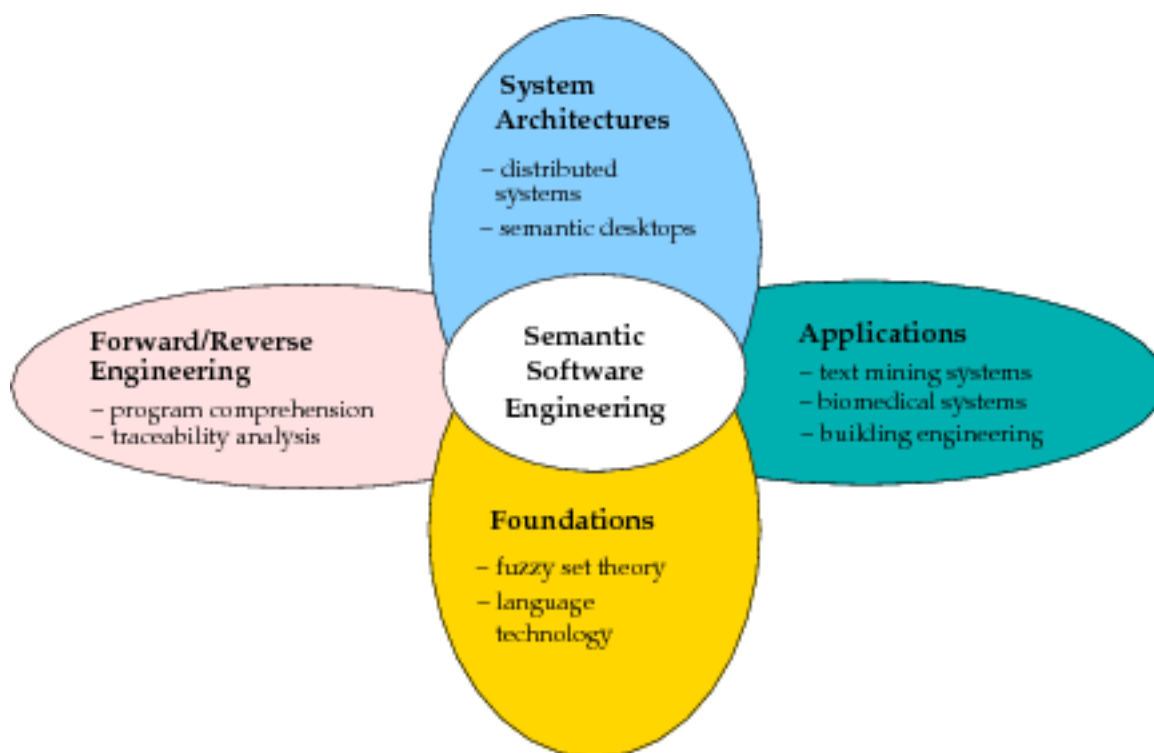 System
Architectures
– distributed
systems
– semantic desktops
Forward/Reverse
Engineering
– program comprehension
– traceability analysis
Semantic
Software
Engineering
Applications
– text mining systems
– biomedical systems
– building engineering
Foundations
– fuzzy set theory
– language
technology